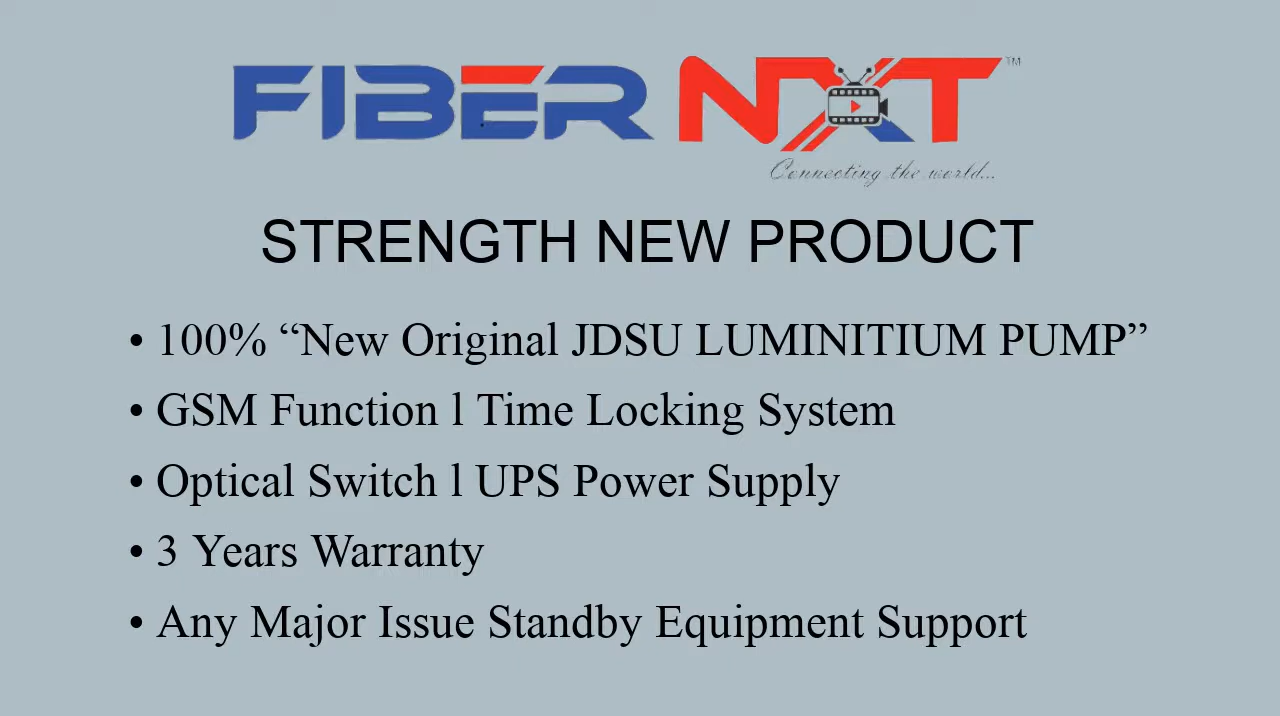 FIBER NXT™
Connecting the world...
STRENGTH NEW PRODUCT
• 100% “New Original JDSU LUMINITIUM PUMP”
• GSM Function l Time Locking System
• Optical Switch l UPS Power Supply
• 3 Years Warranty
• Any Major Issue Standby Equipment Support